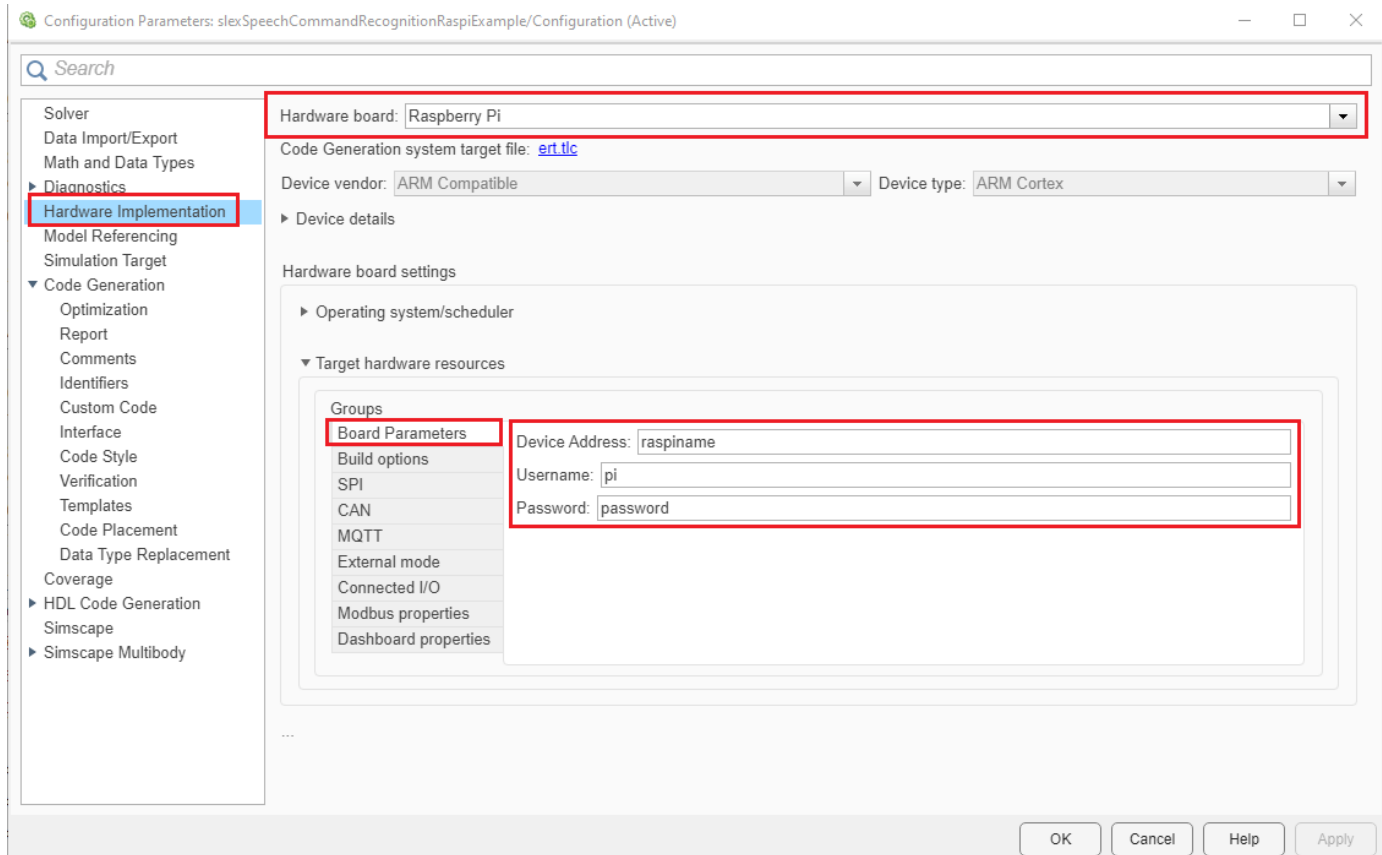 Configuration Parameters: slexSpeechCommandRecognitionRaspiExample/Configuration (Active)
Search
Solver
Data Import/Export
Math and Data Types
Diagnostics
Hardware Implementation
Model Referencing
Simulation Target
Code Generation
Optimization
Report
Comments
Identifiers
Custom Code
Interface
Code Style
Verification
Templates
Code Placement
Data Type Replacement
Coverage
HDL Code Generation
Simscape
Simscape Multibody
Hardware board: Raspberry Pi
Code Generation system target file: ert.tlc
Device vendor: ARM Compatible Device type: ARM Cortex
Device details
Hardware board settings
Operating system/scheduler
Target hardware resources
Groups
Board Parameters
Build options
SPI
CAN
MQTT
External mode
Connected I/O
Modbus properties
Dashboard properties
Device Address: raspiname
Username: pi
Password: password
...
OK Cancel Help Apply